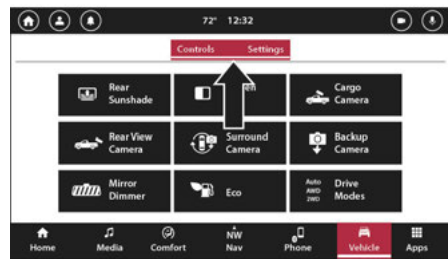 72° 12:32
Controls Settings
Rear
Sunshade
Cargo
Camera
Rear View
Camera
Surround
Camera
Backup
Camera
Mirror
Dimmer
Eco
Auto
AWD
2WD
Drive
Modes
Home
Media
Comfort
NW
Nav
Phone
Vehicle
Apps